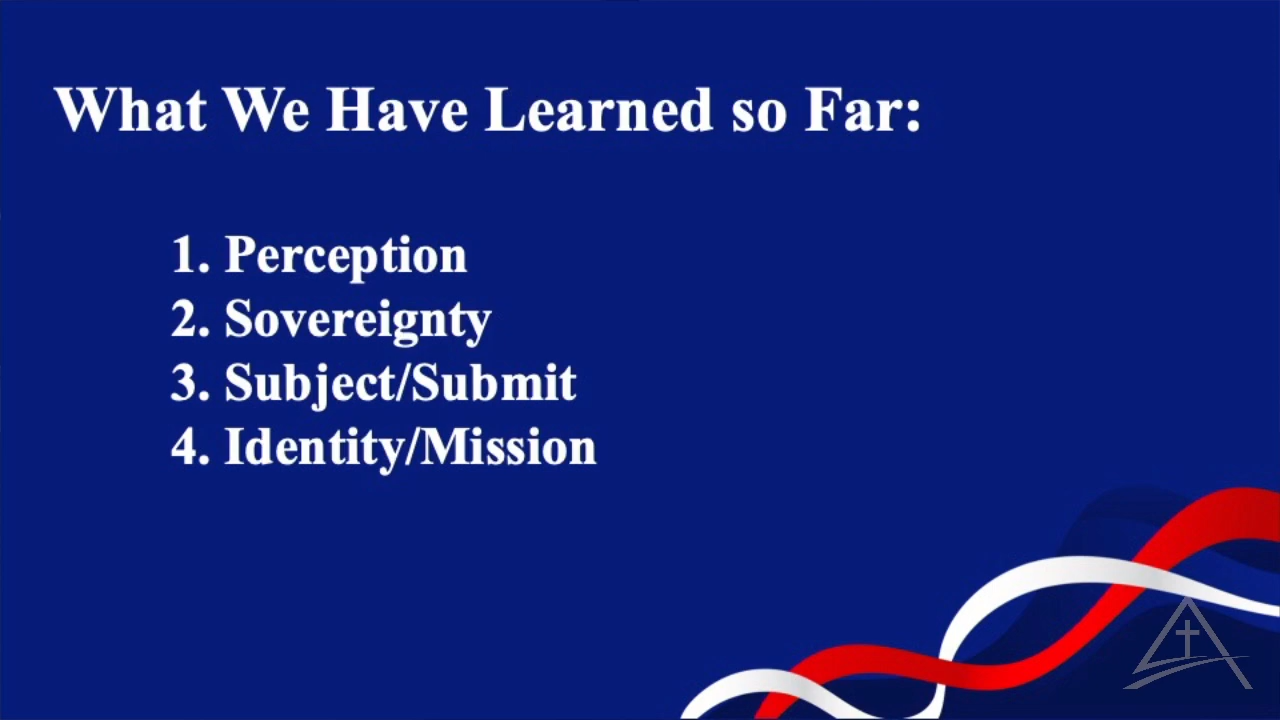 What We Have Learned so Far:
1. Perception
2. Sovereignty
3. Subject/Submit
4. Identity/Mission